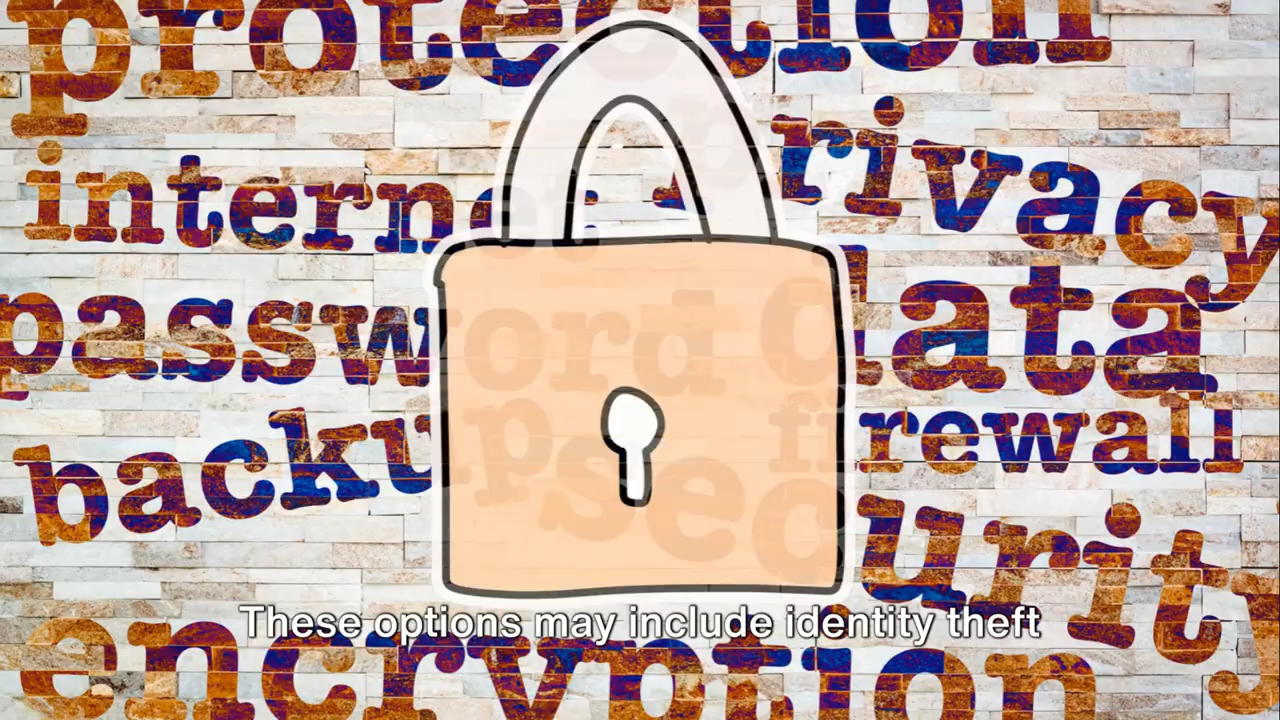 protection
internet privacy
password data
backup firewall
security
These options may include identity theft
encryption